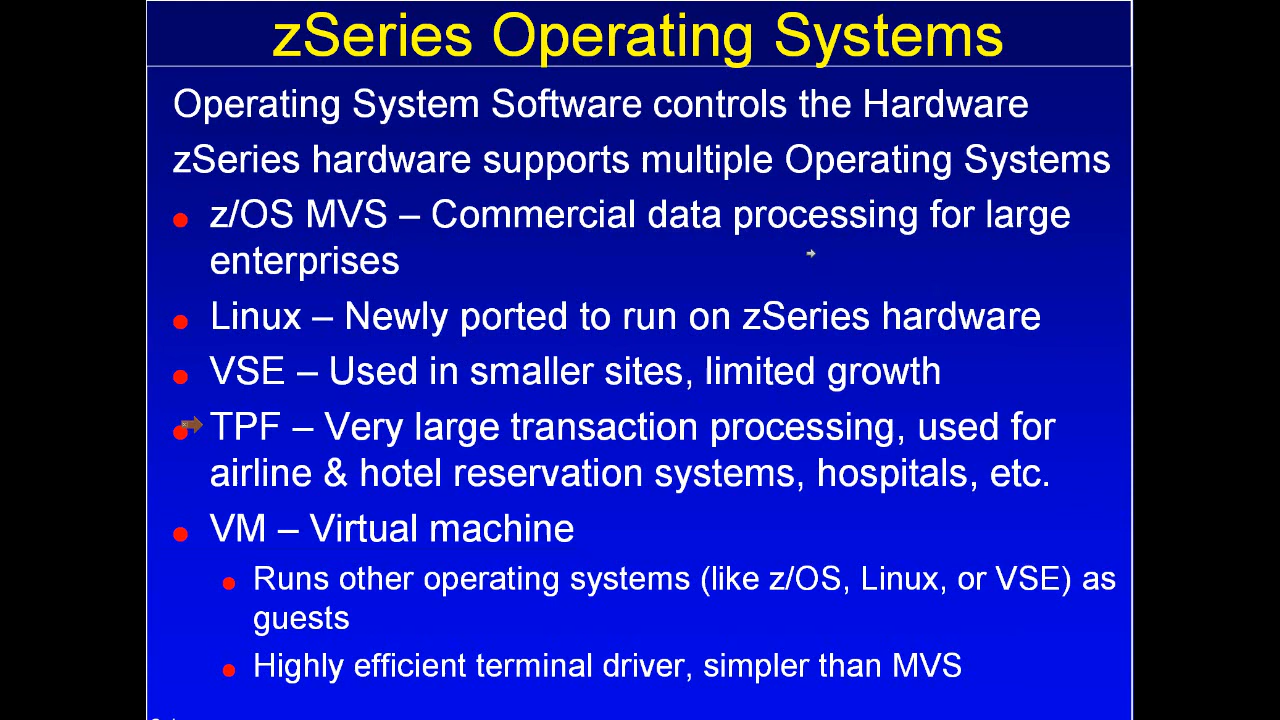 zSeries Operating Systems
Operating System Software controls the Hardware
zSeries hardware supports multiple Operating Systems
z/OS MVS – Commercial data processing for large
enterprises
Linux – Newly ported to run on zSeries hardware
VSE – Used in smaller sites, limited growth
TPF – Very large transaction processing, used for
airline & hotel reservation systems, hospitals, etc.
VM – Virtual machine
Runs other operating systems (like z/OS, Linux, or VSE) as
guests
Highly efficient terminal driver, simpler than MVS